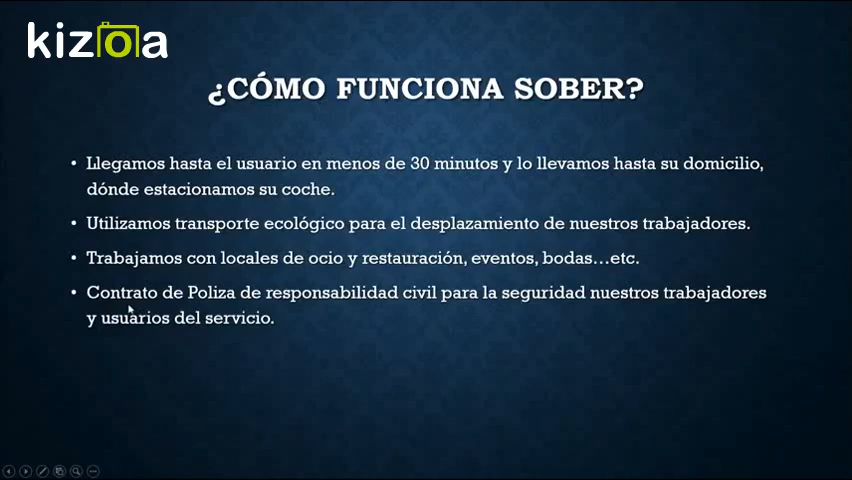 kizoa
¿CÓMO FUNCIONA SOBER?
• Llegamos hasta el usuario en menos de 30 minutos y lo llevamos hasta su domicilio,
dónde estacionamos su coche.
• Utilizamos transporte ecológico para el desplazamiento de nuestros trabajadores.
• Trabajamos con locales de ocio y restauración, eventos, bodas...etc.
• Contrato de Poliza de responsabilidad civil para la seguridad nuestros trabajadores
y usuarios del servicio.